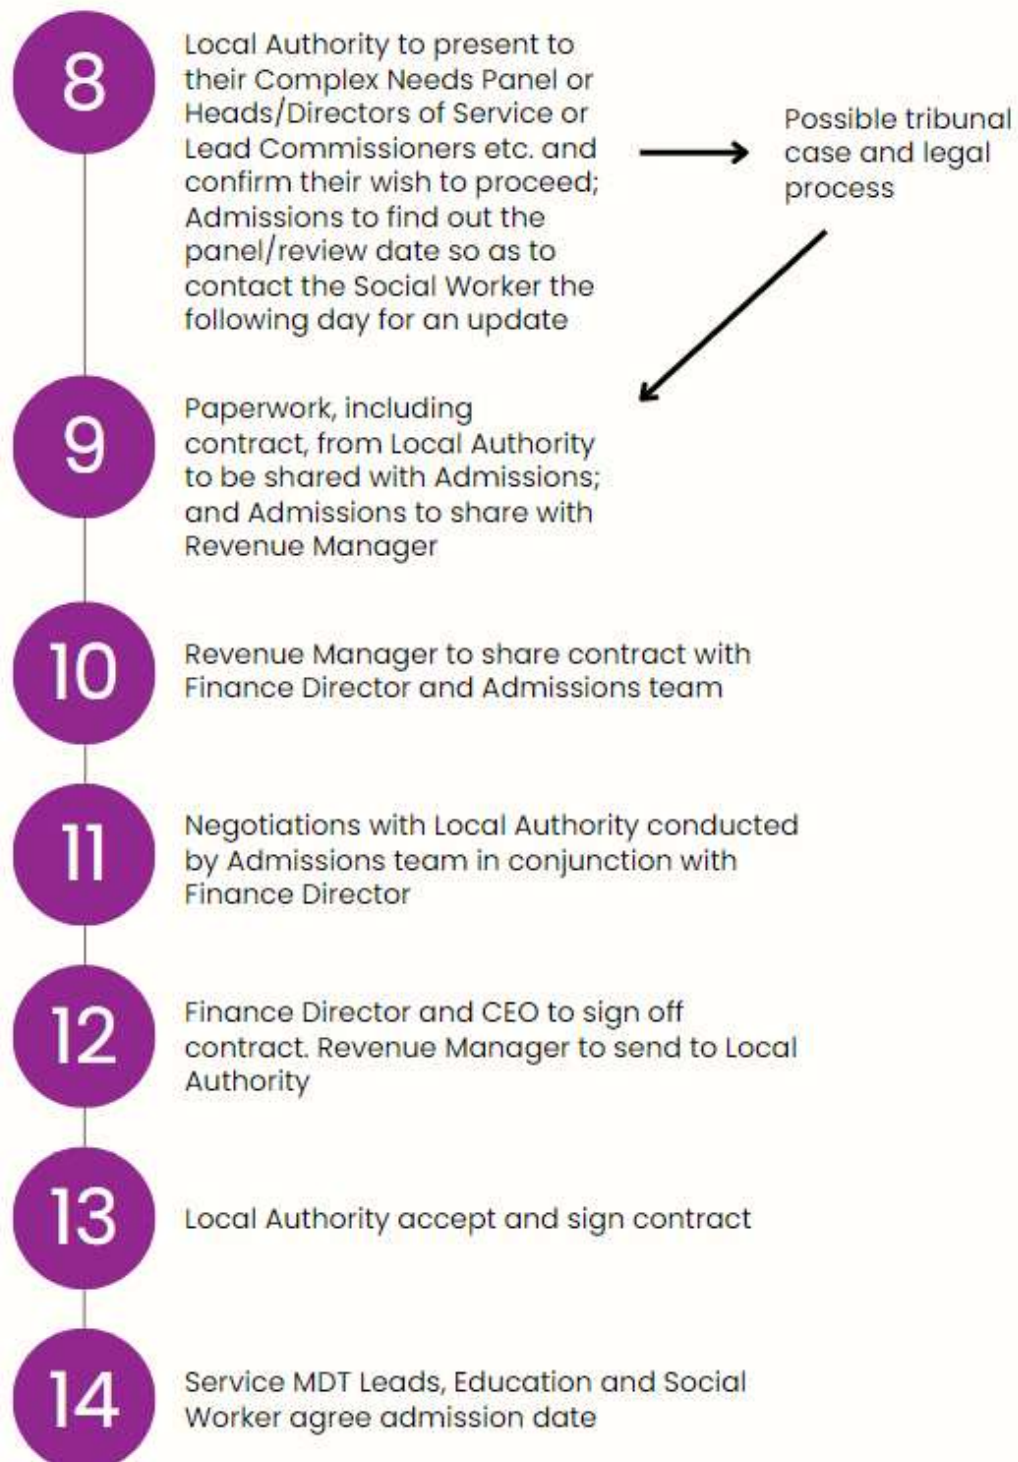 8
Local Authority to present to
their Complex Needs Panel or
Heads/Directors of Service or
Lead Commissioners etc. and
confirm their wish to proceed;
Admissions to find out the
panel/review date so as to
contact the Social Worker the
following day for an update
Possible tribunal
case and legal
process
9
Paperwork, including
contract, from Local Authority
to be shared with Admissions;
and Admissions to share with
Revenue Manager
10
Revenue Manager to share contract with
Finance Director and Admissions team
11
Negotiations with Local Authority conducted
by Admissions team in conjunction with
Finance Director
12
Finance Director and CEO to sign off
contract. Revenue Manager to send to Local
Authority
13
Local Authority accept and sign contract
14
Service MDT Leads, Education and Social
Worker agree admission date